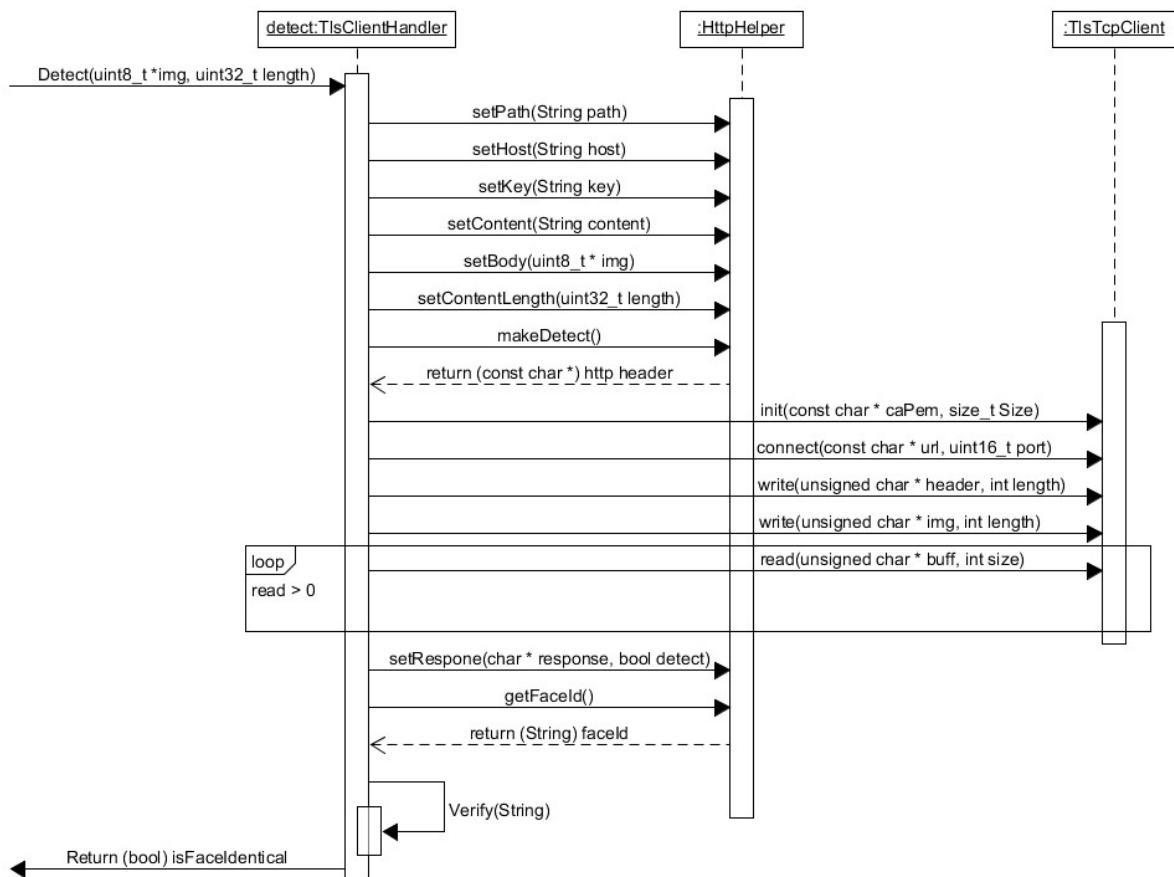 detect:TlsClientHandler
:HttpHelper
:TlsTcpClient
Detect(uint8_t *img, uint32_t length)
setPath(String path)
setHost(String host)
setKey(String key)
setContent(String content)
setBody(uint8_t * img)
setContentLength(uint32_t length)
makeDetect()
return (const char *) http header
init(const char * caPem, size_t Size)
connect(const char * url, uint16_t port)
write(unsigned char * header, int length)
write(unsigned char * img, int length)
loop
read(unsigned char * buff, int size)
read > 0
setRespone(char * response, bool detect)
getFaceId()
return (String) faceId
Verify(String)
Return (bool) isFaceIdentical